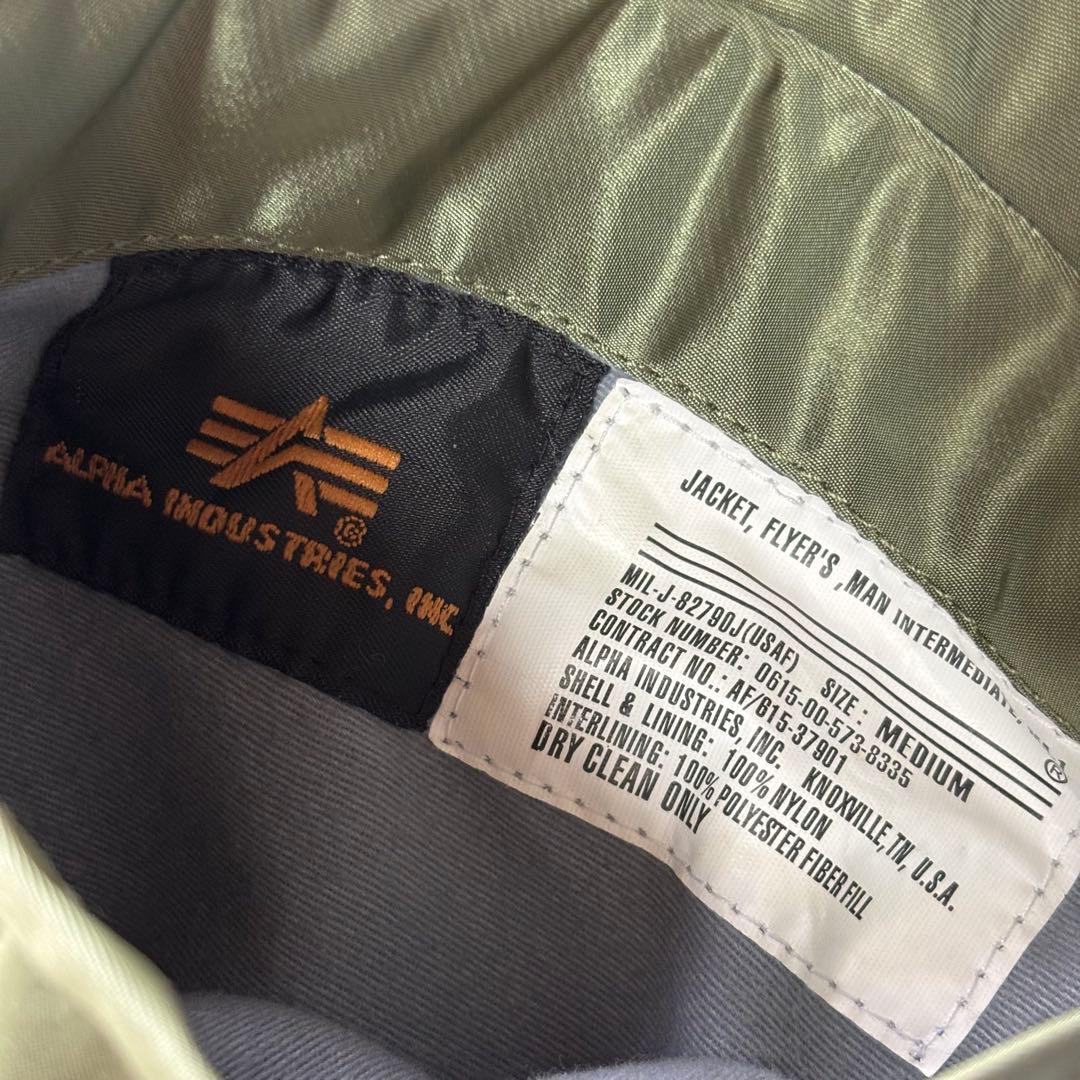 ALPHA INDUSTRIES, INC.
®
JACKET, FLYER'S, MAN INTERMEDIATE,
®
MIL-J-82790J(USAF) SIZE: MEDIUM
STOCK NUMBER: 0615-00-573-8335
CONTRACT NO.: AF/615-37901
ALPHA INDUSTRIES, INC. KNOXVILLE, TN, U.S.A.
SHELL & LINING: 100% NYLON
INTERLINING: 100% POLYESTER FIBER FILL
DRY CLEAN ONLY